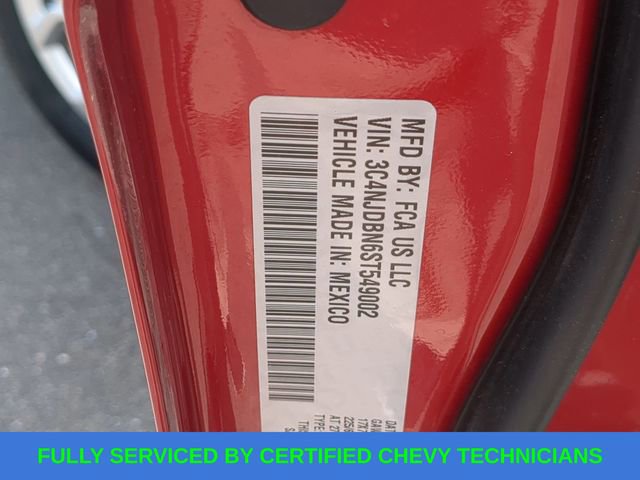 MFD BY: FCA US LLC
VIN: 3C4NJDBN6ST549002
VEHICLE MADE IN: MEXICO
FULLY SERVICED BY CERTIFIED CHEVY TECHNICIANS